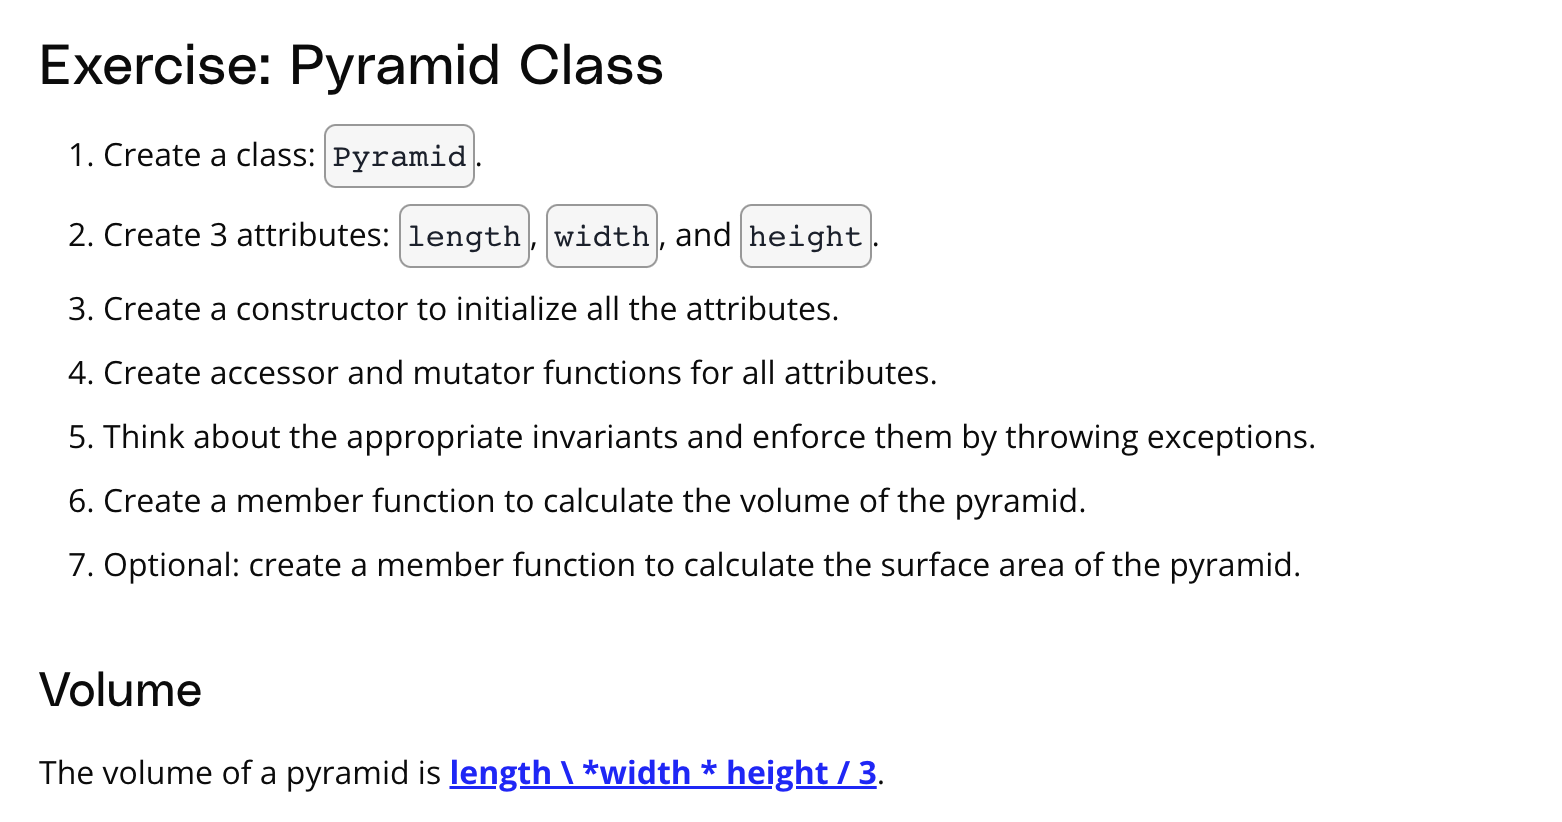 Exercise: Pyramid Class
1. Create a class: Pyramid.
2. Create 3 attributes: length, width, and height.
3. Create a constructor to initialize all the attributes.
4. Create accessor and mutator functions for all attributes.
5. Think about the appropriate invariants and enforce them by throwing exceptions.
6. Create a member function to calculate the volume of the pyramid.
7. Optional: create a member function to calculate the surface area of the pyramid.
Volume
The volume of a pyramid is length \ *width * height / 3.